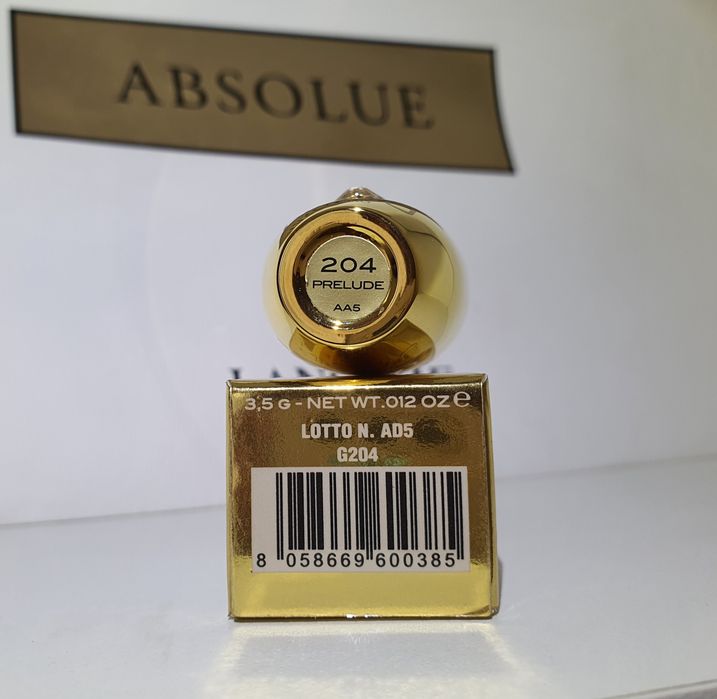 ABSOLUE
204
PRELUDE
AA5
3,5 G - NET WT.012 OZ ℮
LOTTO N. AD5
G204
8 058669 600385